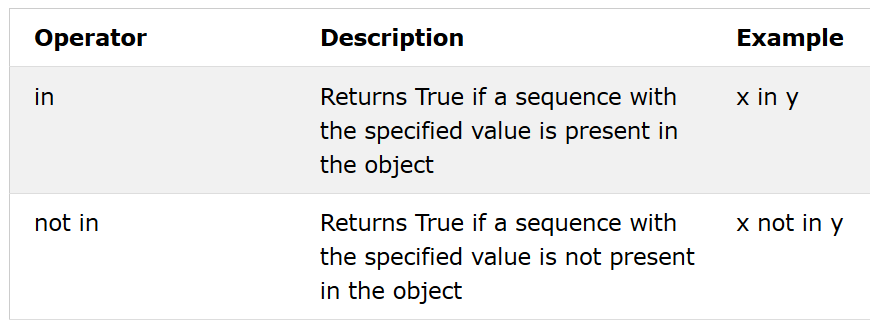 Operator Description Example
in Returns True if a sequence with x in y
the specified value is present in
the object
not in Returns True if a sequence with x not in y
the specified value is not present
in the object